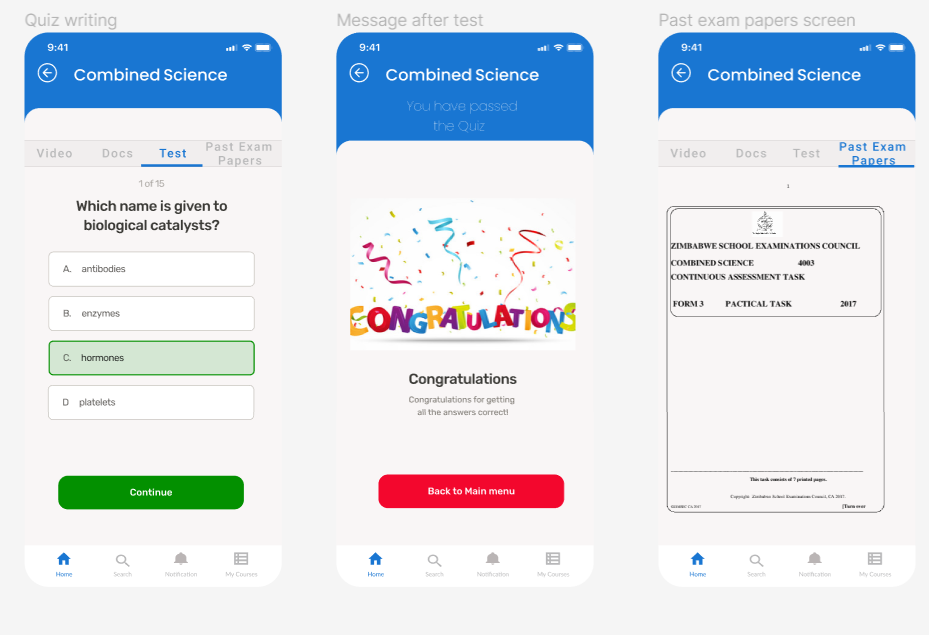 Quiz writing
9:41
Combined Science
Video Docs Test Past Exam
Papers
1 of 15
Which name is given to
biological catalysts?
A. antibodies
B. enzymes
C. hormones
D platelets
Continue
Home Search Notification My Courses
Message after test
9:41
Combined Science
You have passed
the Quiz
CONGRATULATIONS
Congratulations
Congratulations for getting
all the answers correct!
Back to Main menu
Home Search Notification My Courses
Past exam papers screen
9:41
Combined Science
Video Docs Test Past Exam
Papers
1
ZIMBABWE SCHOOL EXAMINATIONS COUNCIL
COMBINED SCIENCE 4003
CONTINUOUS ASSESSMENT TASK
FORM 3 PACTICAL TASK 2017
This task consists of 7 printed pages.
Copyright Zimbabwe School Examinations Council, CA 2017.
[Turn over
Home Search Notification My Courses